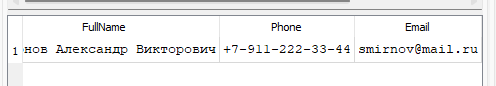 FullName Phone Email
1 нов Александр Викторович +7-911-222-33-44 smirnov@mail.ru